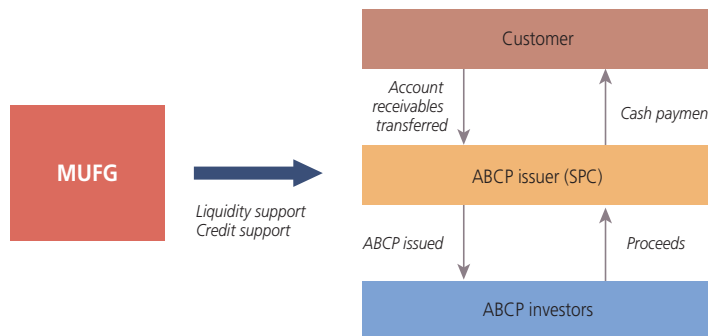 Customer
Account
receivables
transferred
Cash paymen
MUFG
ABCP issuer (SPC)
Liquidity support
Credit support
ABCP issued
Proceeds
ABCP investors